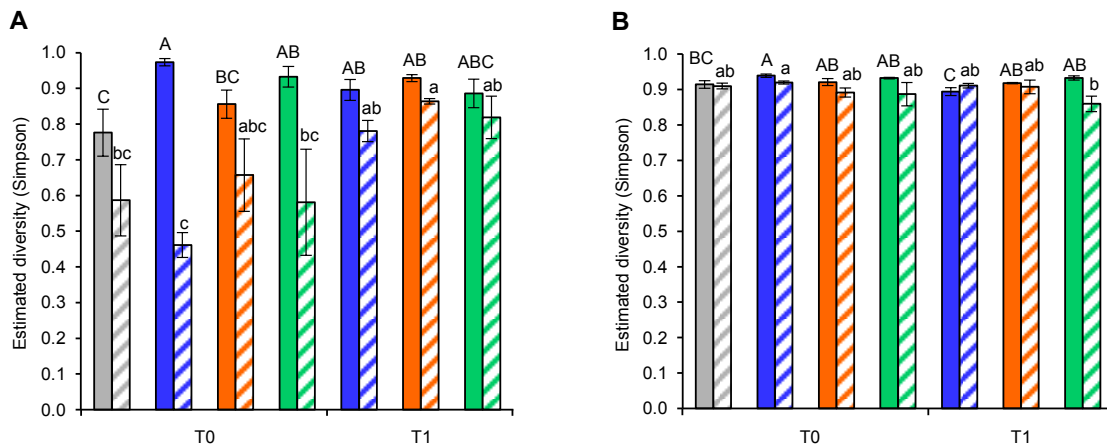 A
Estimated diversity (Simpson)
1.0
0.9
0.8
0.7
0.6
0.5
0.4
0.3
0.2
0.1
0.0
C
bc
A
c
BC
abc
AB
bc
AB
ab
AB
a
ABC
ab
T0
T1
B
Estimated diversity (Simpson)
1.0
0.9
0.8
0.7
0.6
0.5
0.4
0.3
0.2
0.1
0.0
BC
ab
A
a
AB
ab
AB
ab
C
ab
AB
ab
AB
b
T0
T1